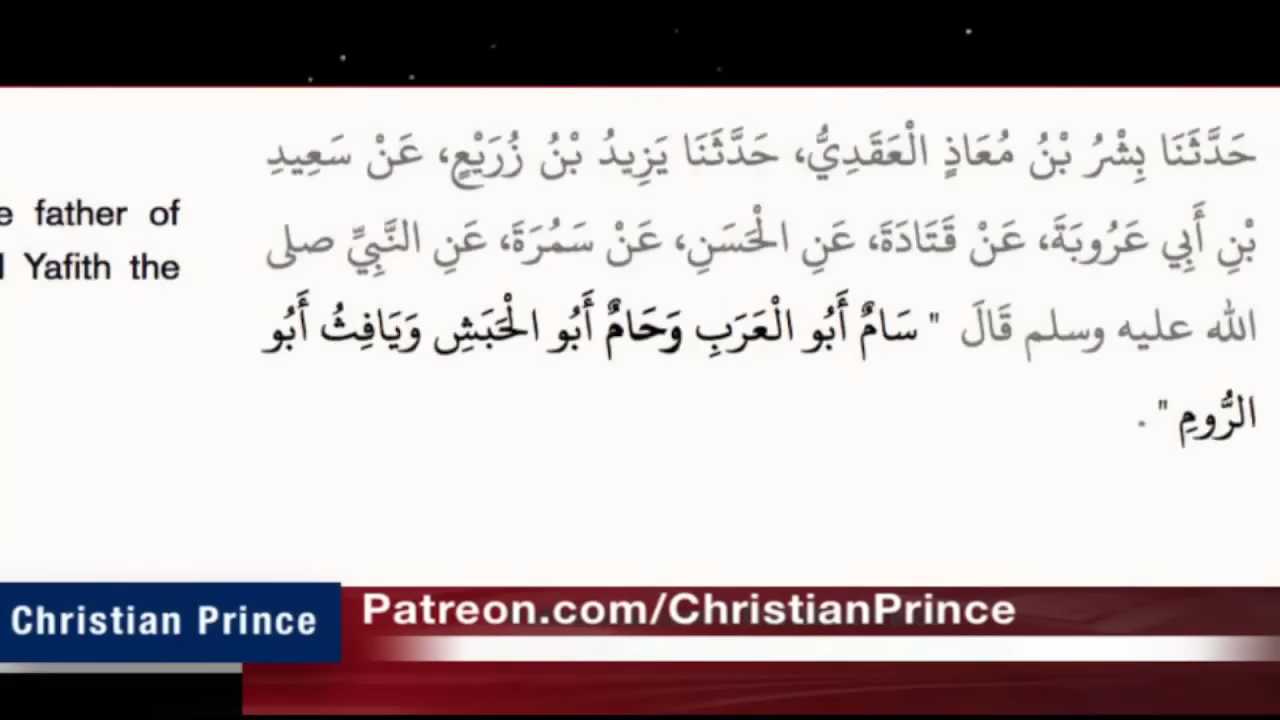 حَدَّثَنَا بِشْرُ بْنُ مُعَاذٍ الْعَقَدِيُّ، حَدَّثَنَا يَزِيدُ بْنُ زُرَيْعٍ، عَنْ سَعِيدِ
بْنِ أَبِي عَرُوبَةَ، عَنْ قَتَادَةَ، عَنِ الْحَسَنِ، عَنْ سَمُرَةَ، عَنِ النَّبِيِّ صلى
الله عليه وسلم قَالَ " سَامٌ أَبُو الْعَرَبِ وَحَامٌ أَبُو الْحَبَشِ وَيَافِثُ أَبُو
الرُّومِ " .
father of
Yafith the
Christian Prince
Patreon.com/ChristianPrince